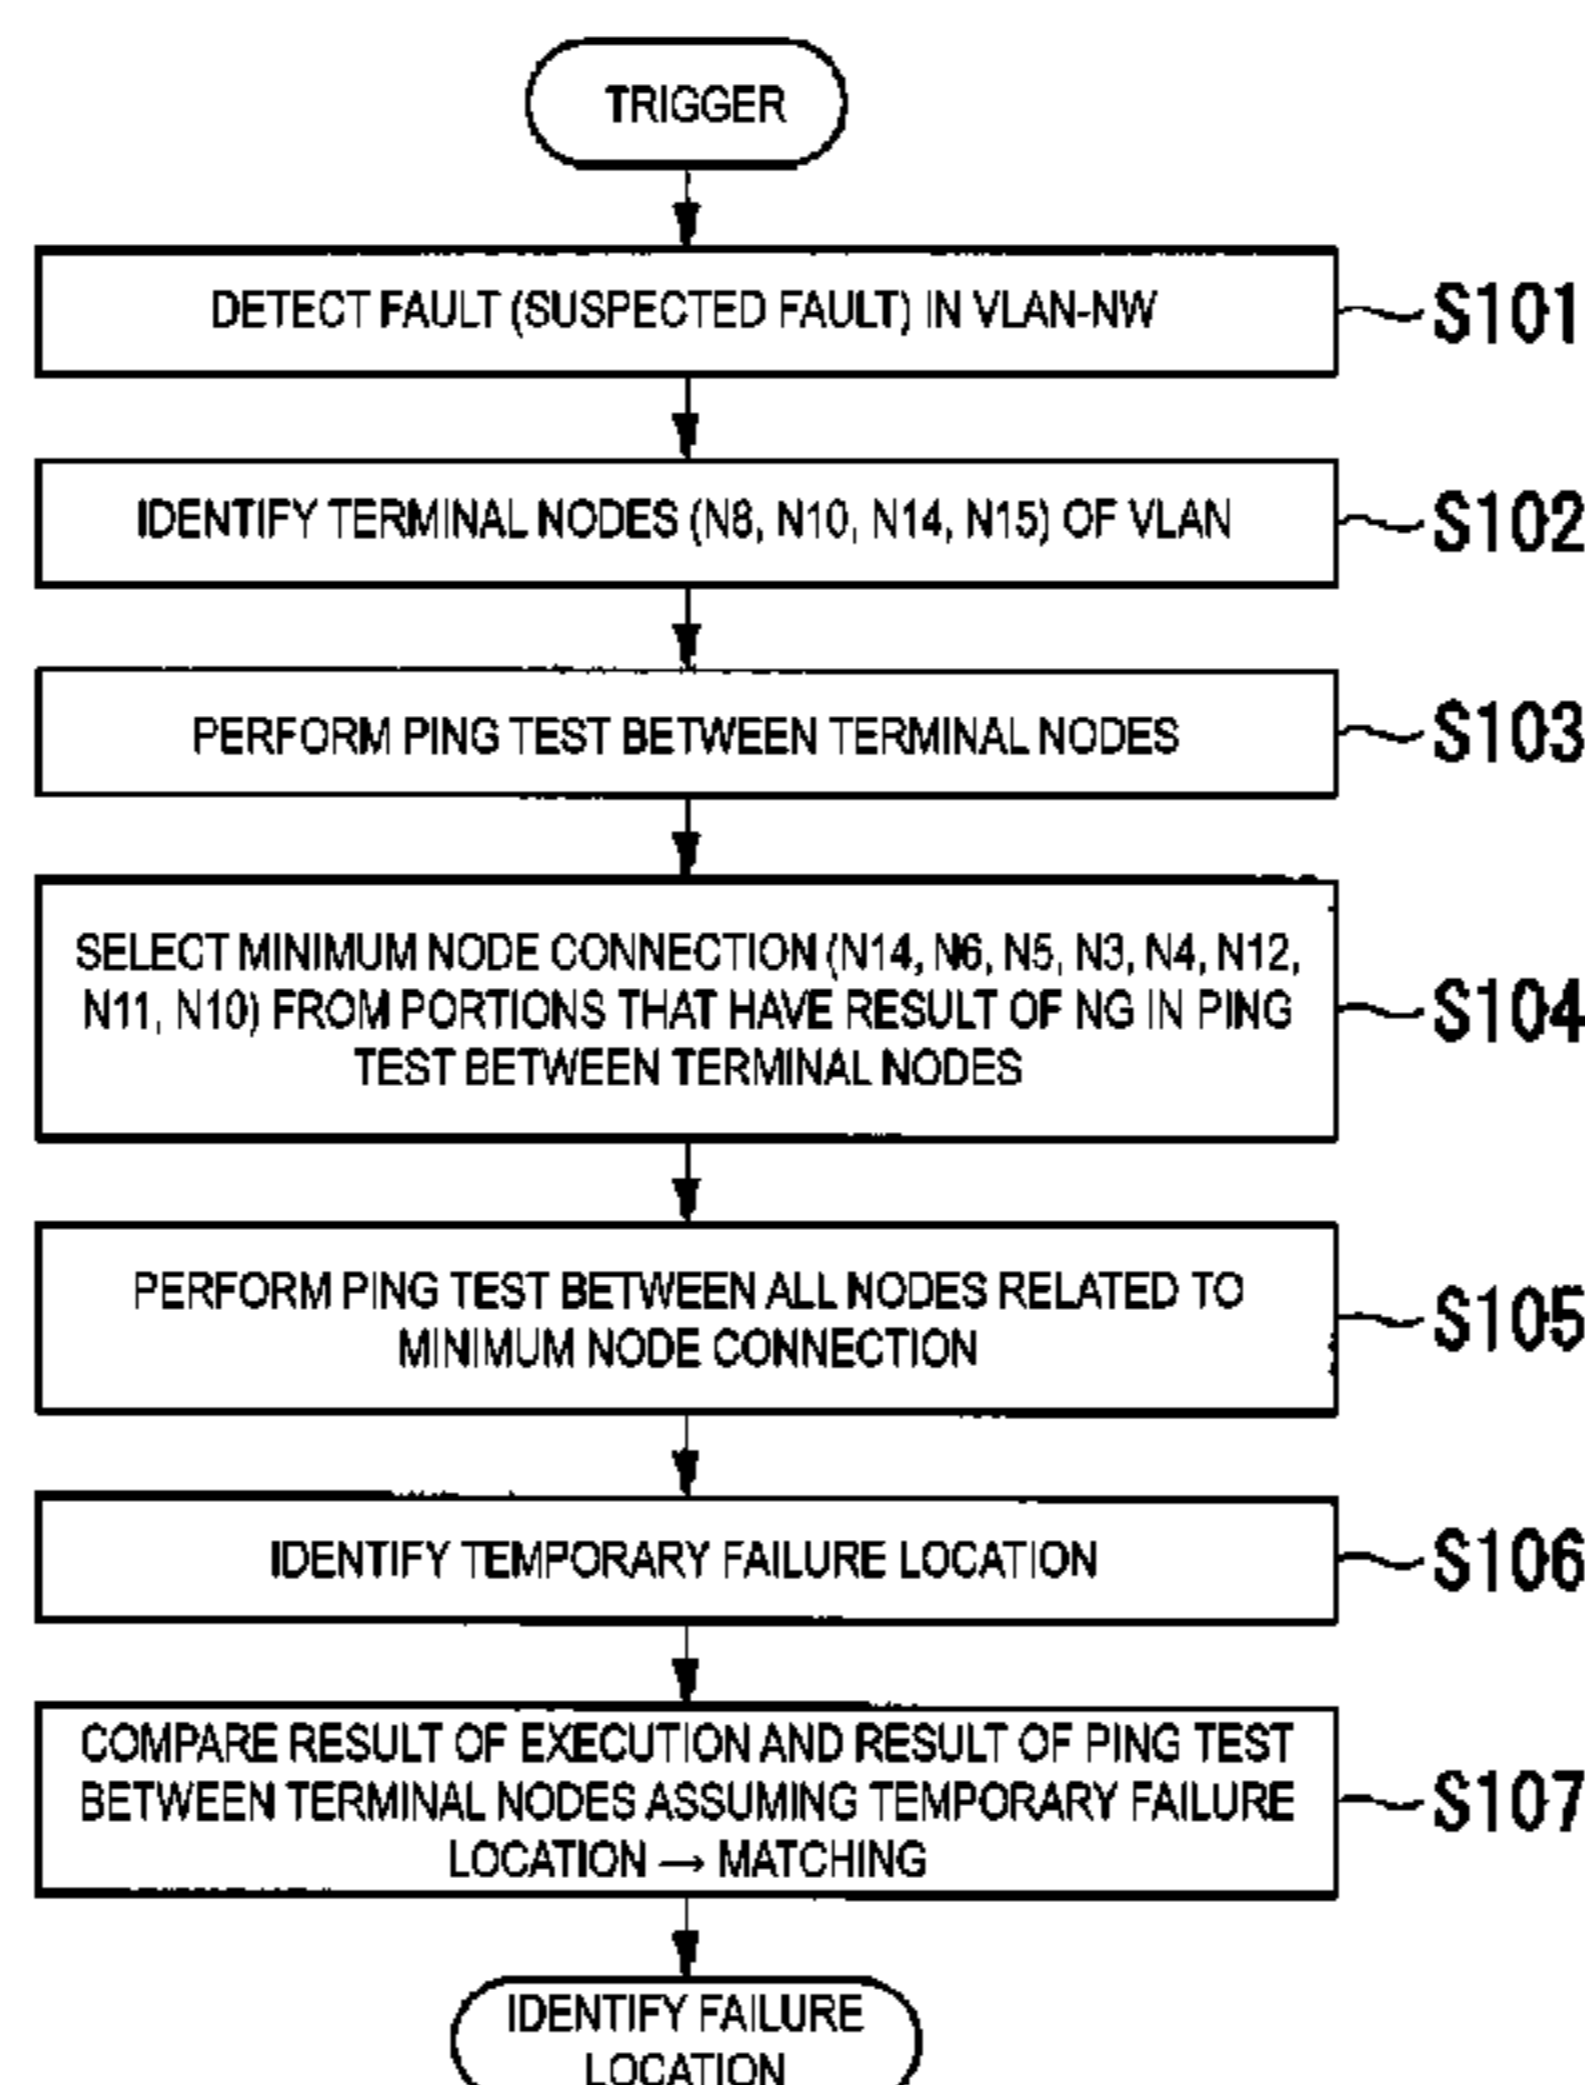 TRIGGER
DETECT FAULT (SUSPECTED FAULT) IN VLAN-NW
S101
IDENTIFY TERMINAL NODES (N8, N10, N14, N15) OF VLAN
S102
PERFORM PING TEST BETWEEN TERMINAL NODES
S103
SELECT MINIMUM NODE CONNECTION (N14, N6, N5, N3, N4, N12,
N11, N10) FROM PORTIONS THAT HAVE RESULT OF NG IN PING
TEST BETWEEN TERMINAL NODES
S104
PERFORM PING TEST BETWEEN ALL NODES RELATED TO
MINIMUM NODE CONNECTION
S105
IDENTIFY TEMPORARY FAILURE LOCATION
S106
COMPARE RESULT OF EXECUTION AND RESULT OF PING TEST
BETWEEN TERMINAL NODES ASSUMING TEMPORARY FAILURE
LOCATION → MATCHING
S107
IDENTIFY FAILURE
LOCATION